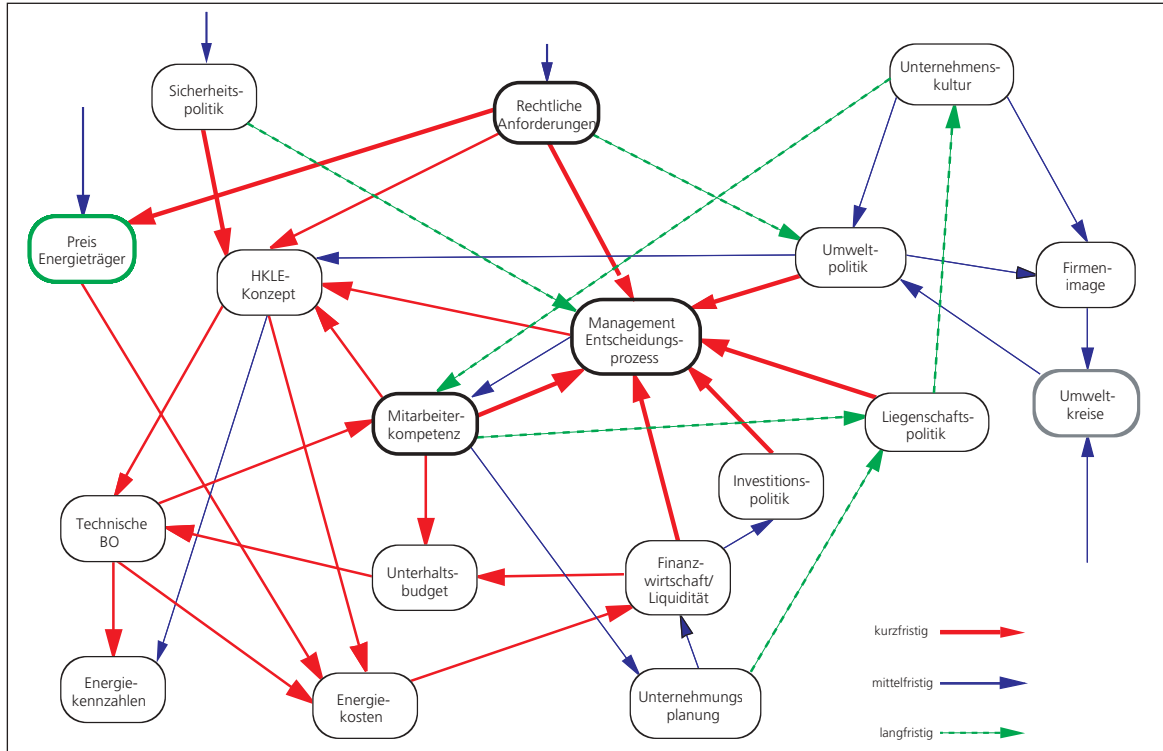 Sicherheits-
politik
Rechtliche
Anforderungen
Unternehmens
kultur
Preis
Energieträger
HKLE-
Konzept
Umwelt-
politik
Firmen-
image
Management
Entscheidungs-
prozess
Mitarbeiter-
kompetenz
Liegenschafts-
politik
Umwelt-
kreise
Investitions-
politik
Technische
BO
Unterhalts-
budget
Finanz-
wirtschaft/
Liquidität
Energie-
kennzahlen
Energie-
kosten
Unternehmungs
planung
kurzfristig
mittelfristig
langfristig